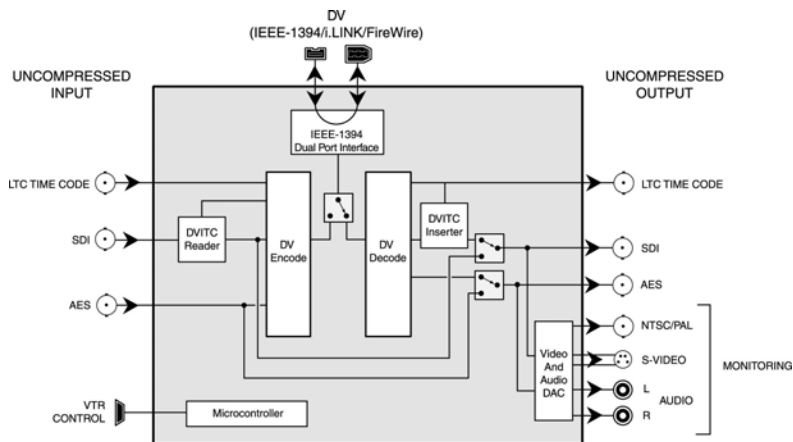 DV
(IEEE-1394/i.LINK/FireWire)
UNCOMPRESSED
INPUT
UNCOMPRESSED
OUTPUT
IEEE-1394
Dual Port Interface
LTC TIME CODE
LTC TIME CODE
DVITC
Reader
DV
Encode
DV
Decode
DVITC
Inserter
SDI
SDI
AES
AES
NTSC/PAL
Video
And
Audio
DAC
S-VIDEO
MONITORING
L
AUDIO
R
VTR
CONTROL
Microcontroller